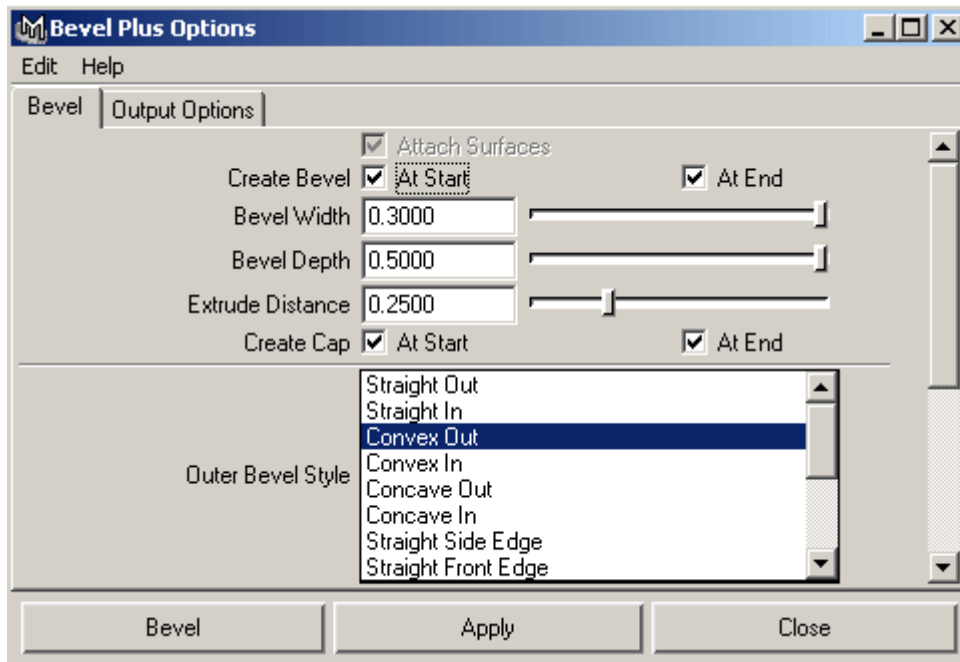 Bevel Plus Options
Edit Help
Bevel Output Options
Attach Surfaces
Create Bevel At Start At End
Bevel Width 0.3000
Bevel Depth 0.5000
Extrude Distance 0.2500
Create Cap At Start At End
Straight Out
Straight In
Convex Out
Convex In
Outer Bevel Style
Concave Out
Concave In
Straight Side Edge
Straight Front Edge
Bevel Apply Close